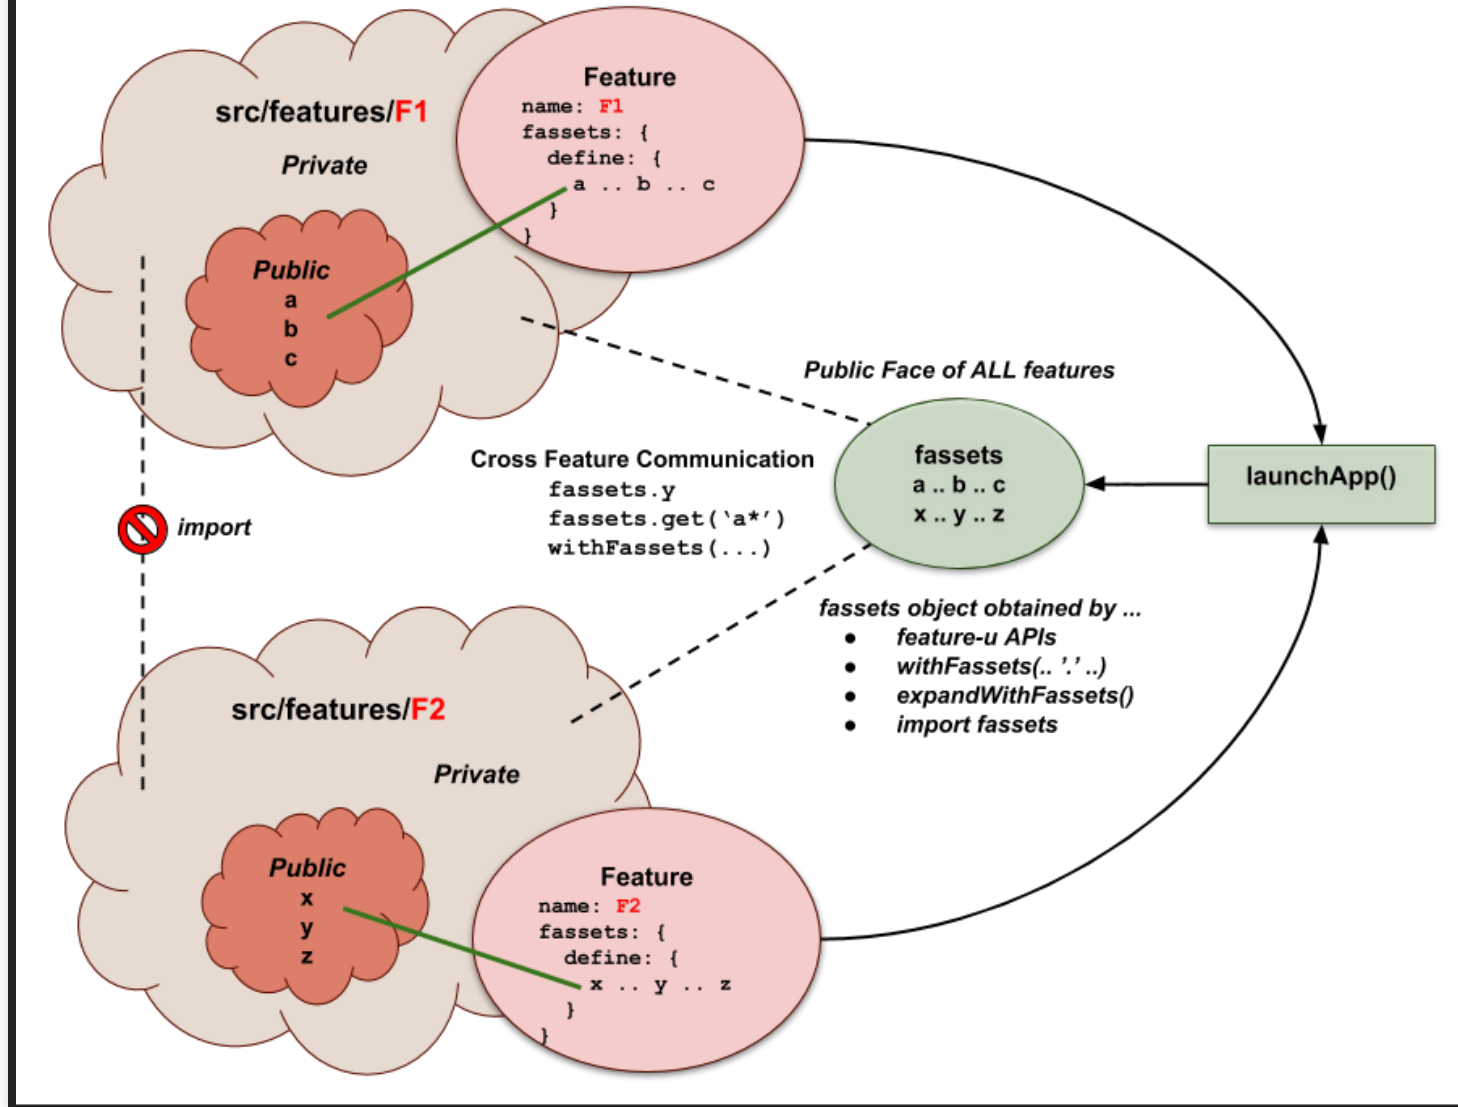 src/features/F1
Private
Public
a
b
c
Feature
name: F1
fassets: {
define: {
a .. b .. c
}
}
Public Face of ALL features
fassets
a .. b .. c
x .. y .. z
launchApp()
Cross Feature Communication
fassets.y
fassets.get(‘a*’)
withFassets(...)
import
fassets object obtained by ...
● feature-u APIs
● withFassets(.. ’.’ ..)
● expandWithFassets()
● import fassets
src/features/F2
Private
Public
x
y
z
Feature
name: F2
fassets: {
define: {
x .. y .. z
}
}